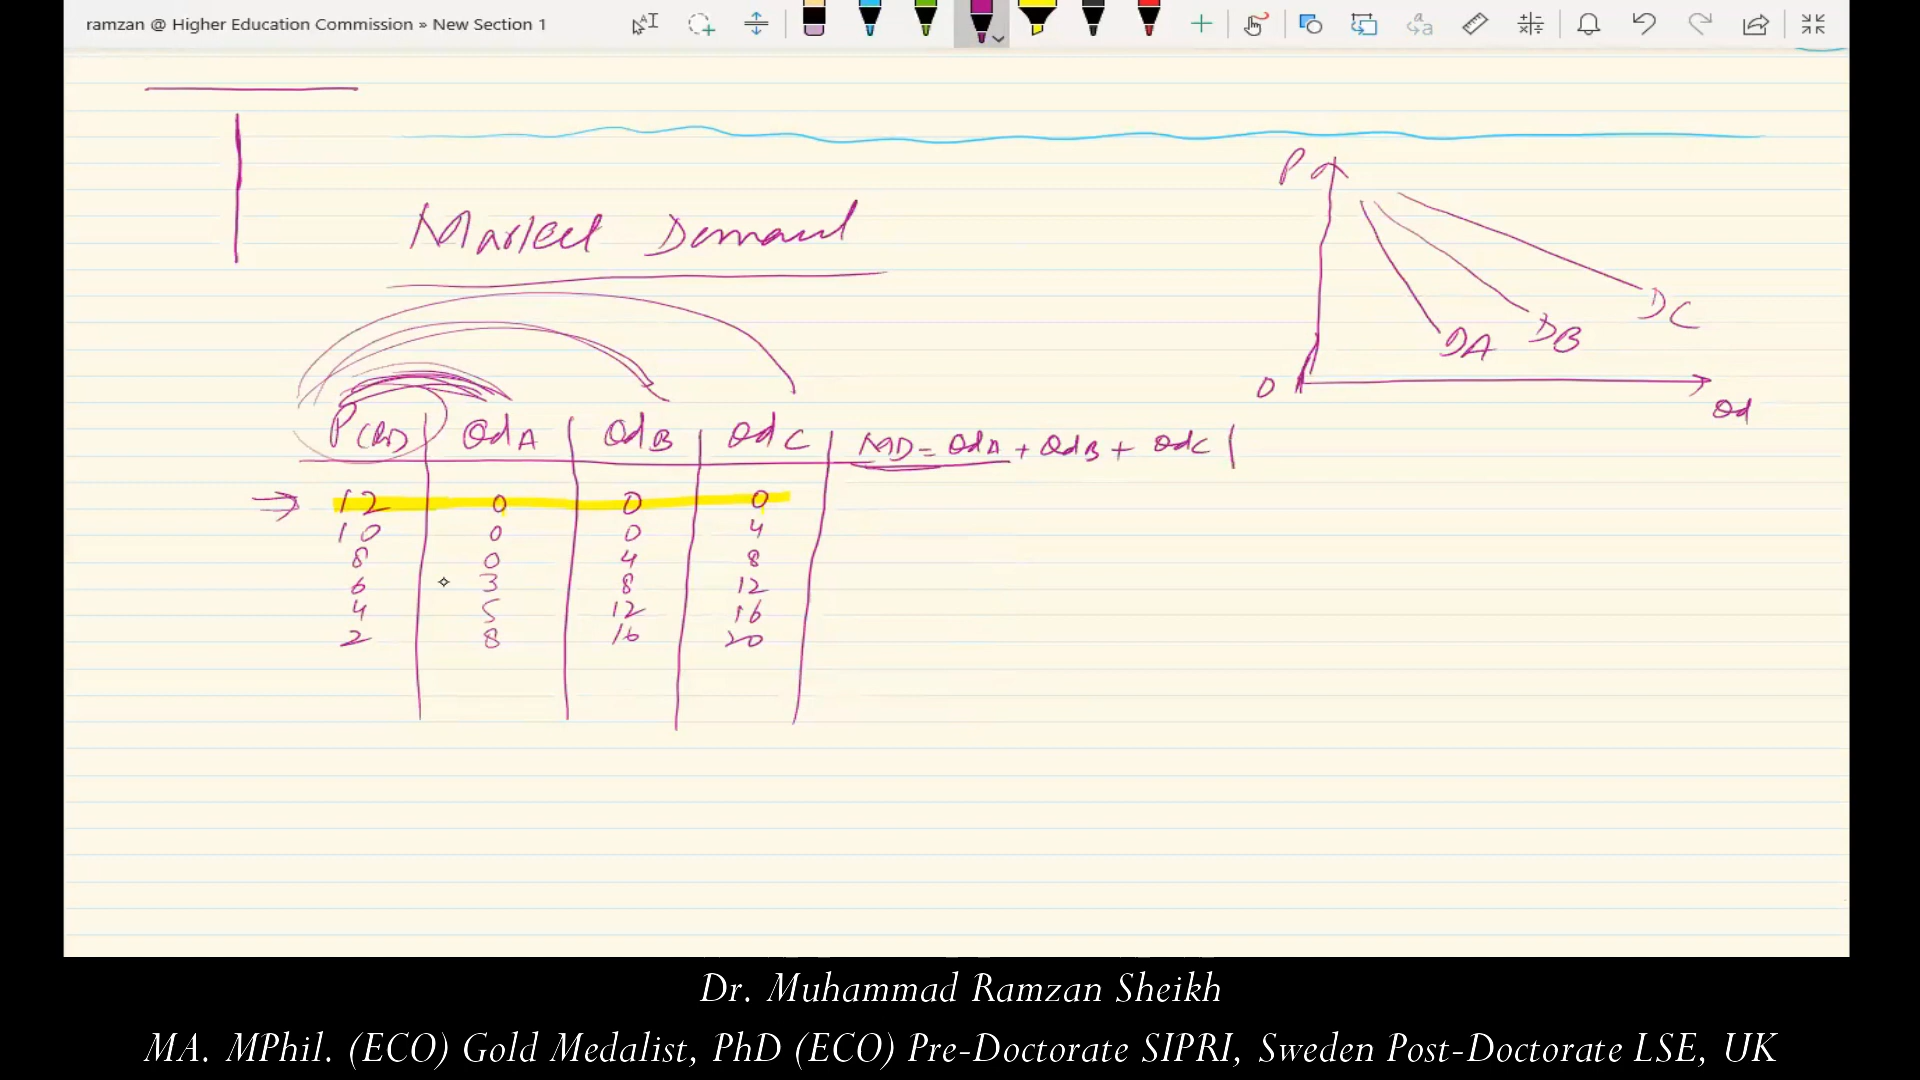 ramzan @ Higher Education Commission » New Section 1
Market Demand
P
DC
DB
DA
0
Qd
P(RS) QdA QdB QdC MD = QdA + QdB + QdC
12 0 0 0
10 0 0 4
8 0 4 8
6 3 8 12
4 5 12 16
2 8 16 20
Dr. Muhammad Ramzan Sheikh
MA. MPhil. (ECO) Gold Medalist, PhD (ECO) Pre-Doctorate SIPRI, Sweden Post-Doctorate LSE, UK